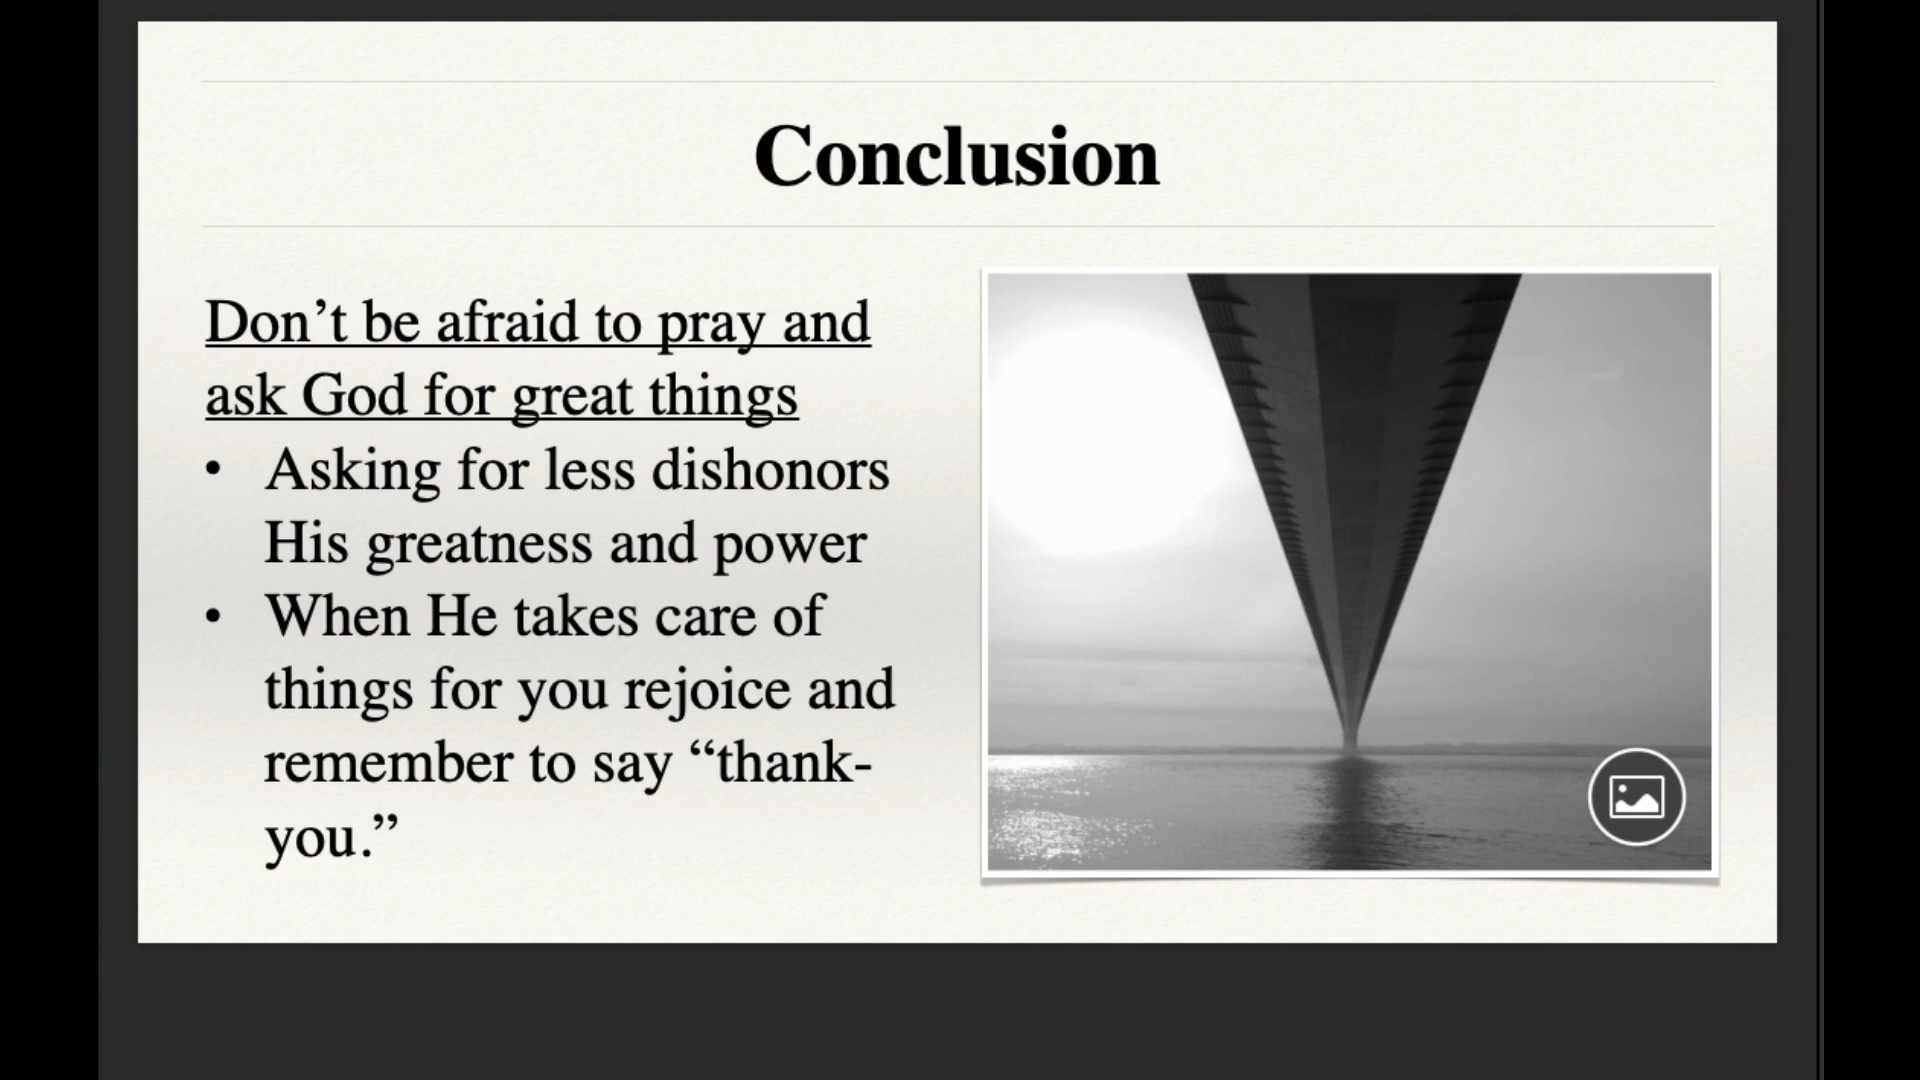 Conclusion
Don’t be afraid to pray and
ask God for great things
• Asking for less dishonors
His greatness and power
• When He takes care of
things for you rejoice and
remember to say “thank-
you.”